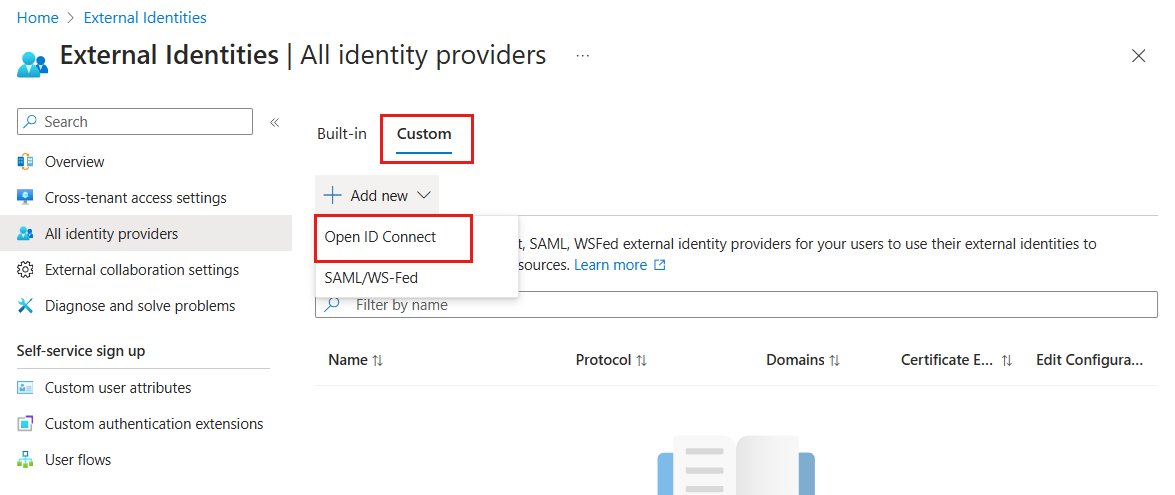 Home > External Identities
External Identities | All identity providers ...
Search
Overview
Cross-tenant access settings
All identity providers
External collaboration settings
Diagnose and solve problems
Self-service sign up
Custom user attributes
Custom authentication extensions
User flows
Built-in Custom
Add new
Open ID Connect
SAML/WS-Fed
t, SAML, WSFed external identity providers for your users to use their external identities to
sources. Learn more
Filter by name
Name Protocol Domains Certificate E... Edit Configura...